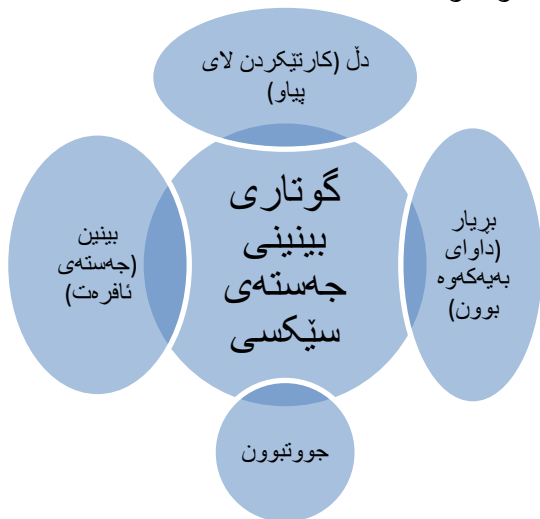 دڵ (کارتێکردن لای
پیاو)
گوتاری
بینینی
جەستەی
سێکسی
بڕیار
(داوای
بەیەکەوە
بوون)
بینین
(جەستەی
ئافرەت)
جووتبوون